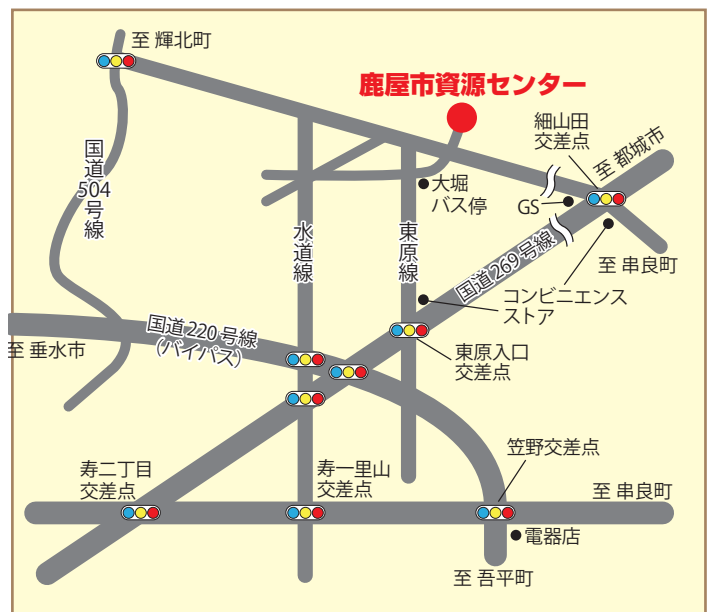 至 輝北町
鹿屋市資源センター
細山田
交差点
至 都城市
国道
504
号線
大堀
バス停
GS
水道線
東原線
国道269号線
至 串良町
コンビニエンス
ストア
国道220号線
(バイパス)
至 垂水市
東原入口
交差点
寿二丁目
交差点
寿一里山
交差点
笠野交差点
至 串良町
電器店
至 吾平町